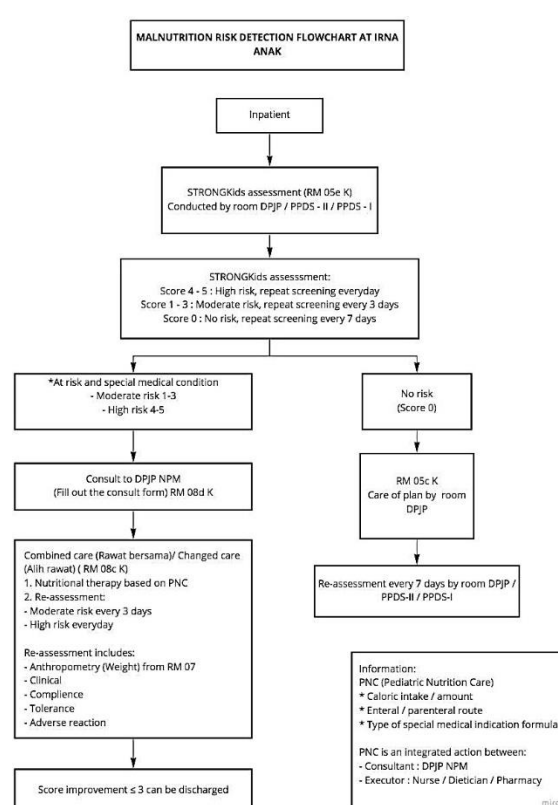 MALNUTRITION RISK DETECTION FLOWCHART AT IRNA
ANAK
Inpatient
STRONGKids assessment (RM 05e K)
Conducted by room DPJP / PPDS - II / PPDS - I
STRONGKids assesssment:
Score 4 - 5 : High risk, repeat screening everyday
Score 1 - 3 : Moderate risk, repeat screening every 3 days
Score 0 : No risk, repeat screening every 7 days
*At risk and special medical condition
- Moderate risk 1-3
- High risk 4-5
Consult to DPJP NPM
(Fill out the consult form) RM 08d K
Combined care (Rawat bersama)/ Changed care
(Alih rawat) ( RM 08c K)
1. Nutritional therapy based on PNC
2. Re-assessment:
- Moderate risk every 3 days
- High risk everyday
Re-assessment includes:
- Anthropometry (Weight) from RM 07
- Clinical
- Complience
- Tolerance
- Adverse reaction
Score improvement ≤ 3 can be discharged
No risk
(Score 0)
RM 05c K
Care of plan by room
DPJP
Re-assessment every 7 days by room DPJP /
PPDS-II / PPDS-I
Information:
PNC (Pediatric Nutrition Care)
* Caloric intake / amount
* Enteral / parenteral route
* Type of special medical indication formula
PNC is an integrated action between:
- Consultant : DPJP NPM
- Executor : Nurse / Dietician / Pharmacy